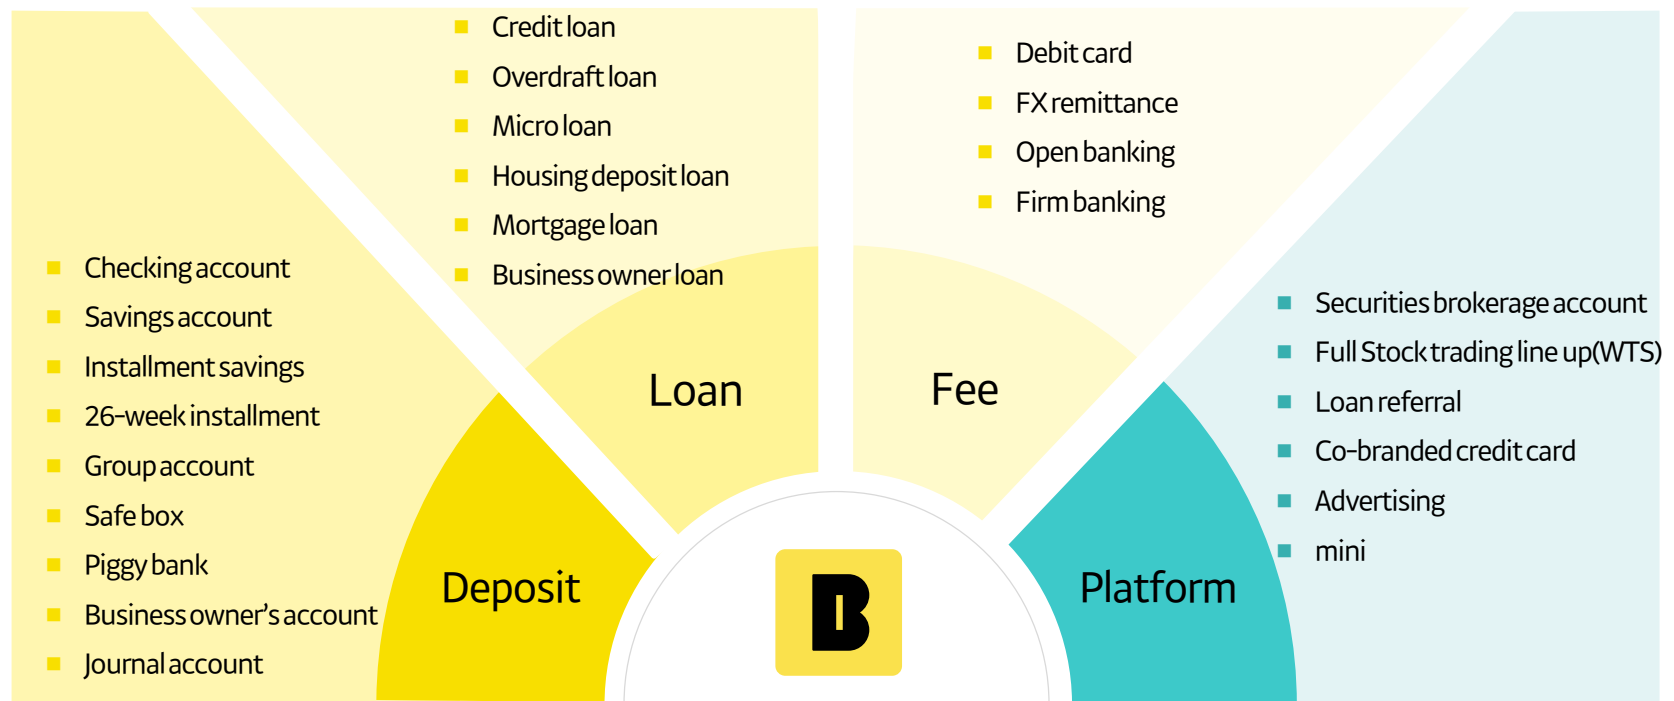 Checking account
Savings account
Installment savings
26-week installment
Group account
Safe box
Piggy bank
Business owner's account
Journal account
Deposit
Credit loan
Overdraft loan
Micro loan
Housing deposit loan
Mortgage loan
Business owner loan
Loan
Debit card
FX remittance
Open banking
Firm banking
Fee
Securities brokerage account
Full Stock trading line up(WTS)
Loan referral
Co-branded credit card
Advertising
mini
Platform
B